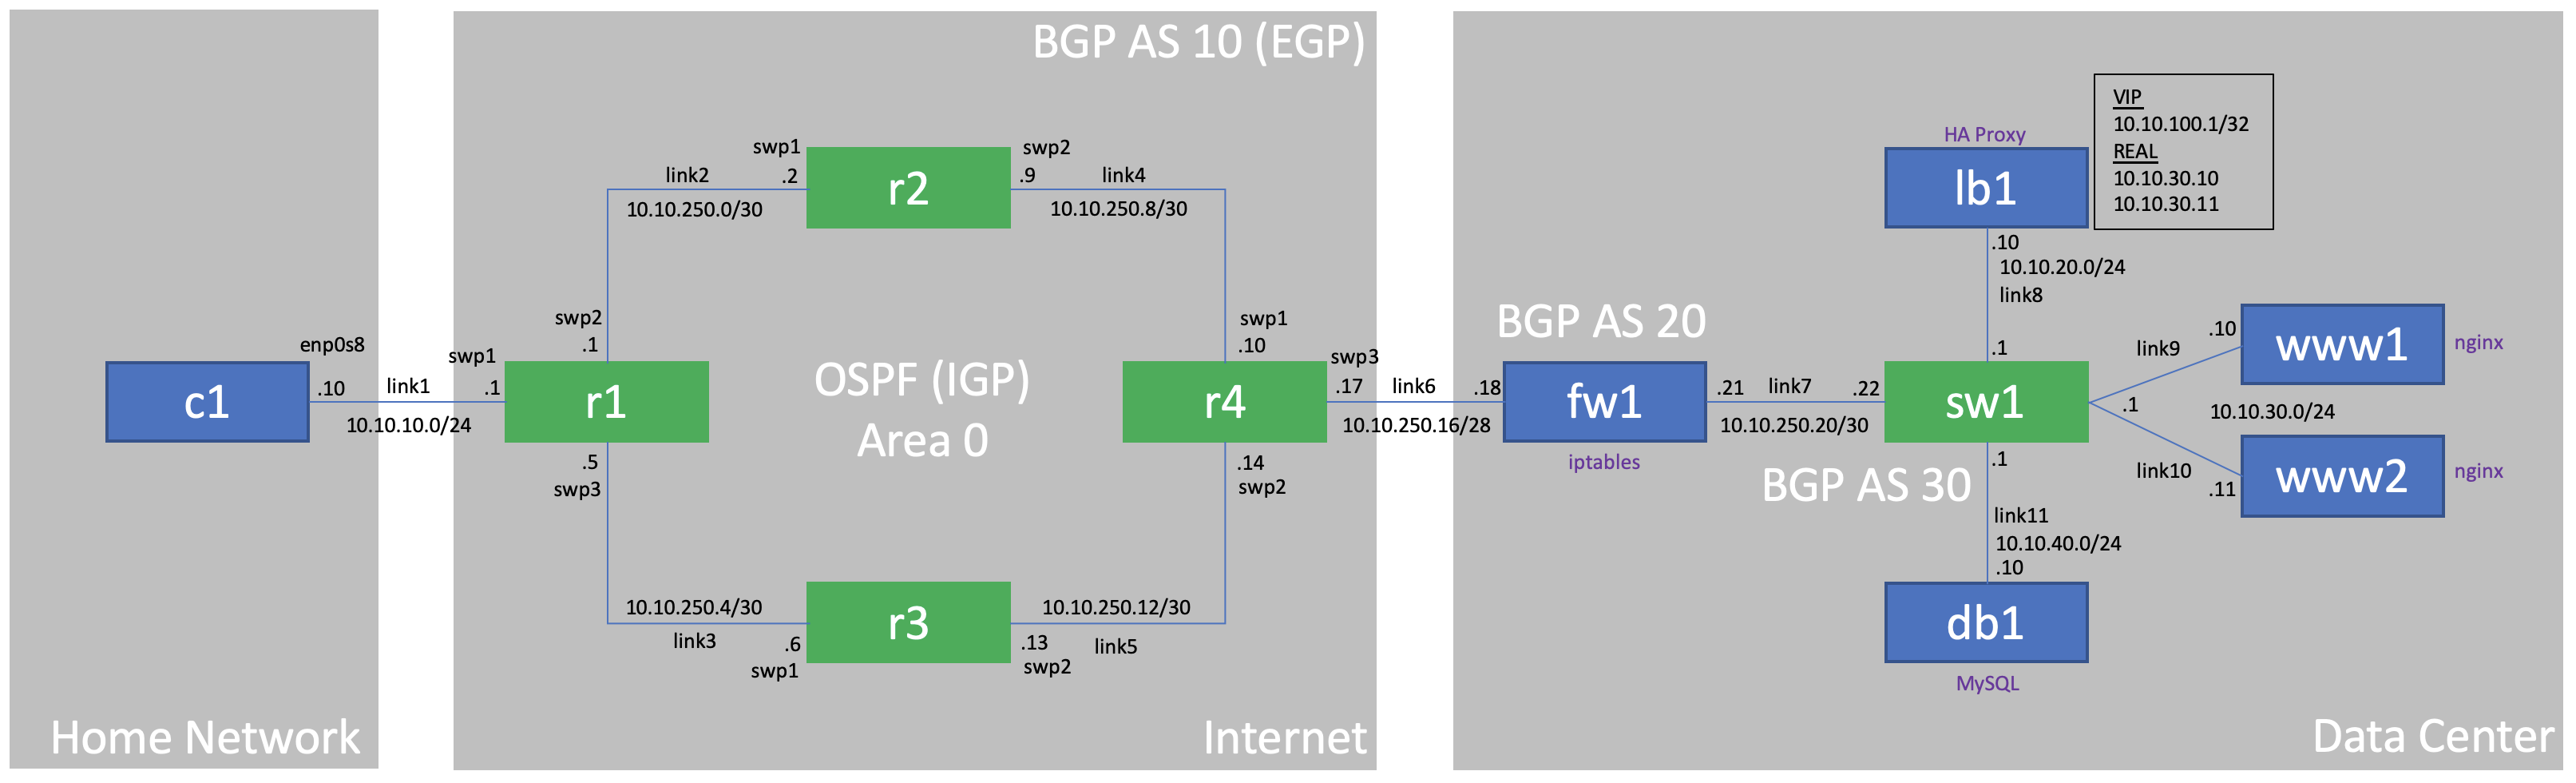 Home Network
c1
enp0s8
.10
link1
10.10.10.0/24
BGP AS 10 (EGP)
Internet
OSPF (IGP)
Area 0
swp1
.1
r1
swp2
.1
.5
swp3
link2
10.10.250.0/30
swp1
.2
r2
swp2
.9
link4
10.10.250.8/30
10.10.250.4/30
link3
.6
swp1
r3
.13
swp2
10.10.250.12/30
link5
swp1
.10
r4
swp3
.17
.14
swp2
link6
10.10.250.16/28
Data Center
BGP AS 20
.18
fw1
iptables
.21
link7
10.10.250.20/30
.22
sw1
BGP AS 30
HA Proxy
lb1
VIP
10.10.100.1/32
REAL
10.10.30.10
10.10.30.11
.10
10.10.20.0/24
link8
.1
link9
.10
www1
nginx
.1
10.10.30.0/24
link10
.11
www2
nginx
.1
link11
10.10.40.0/24
.10
db1
MySQL